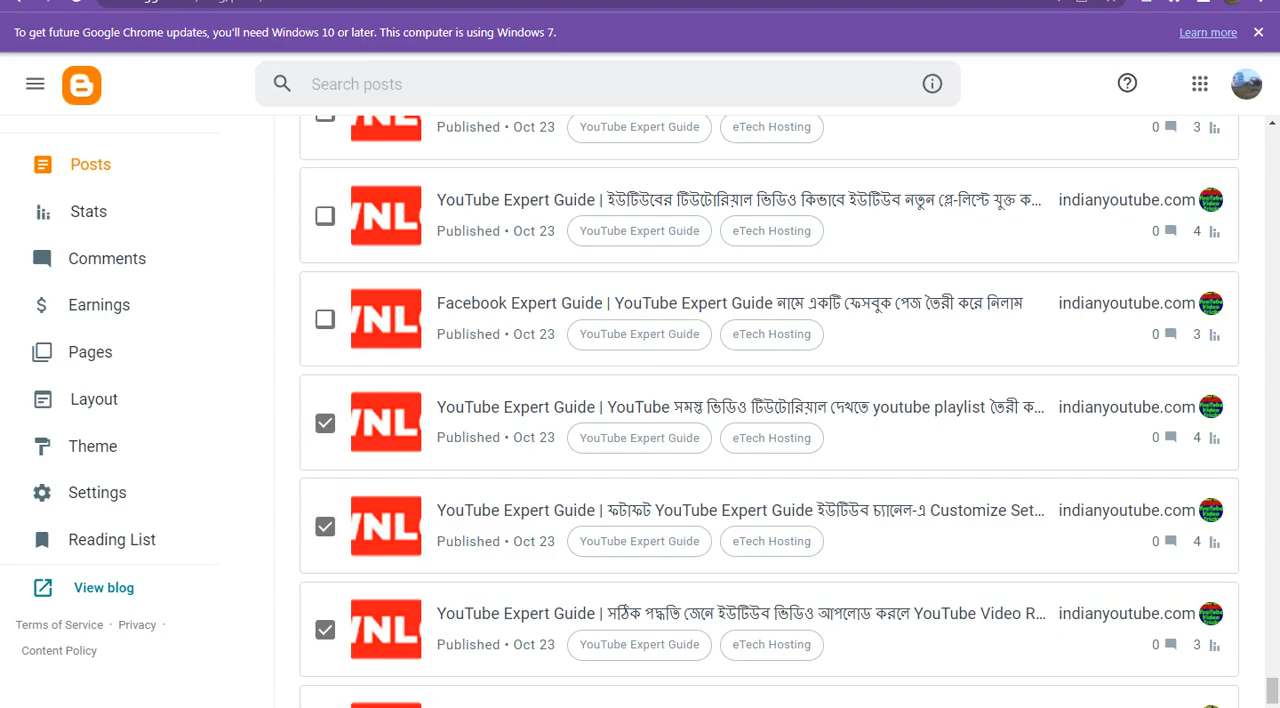 To get future Google Chrome updates, you'll need Windows 10 or later. This computer is using Windows 7.
Learn more
Search posts
Posts
Stats
Comments
Earnings
Pages
Layout
Theme
Settings
Reading List
View blog
Terms of Service · Privacy ·
Content Policy
Published • Oct 23 YouTube Expert Guide eTech Hosting 0 3
YouTube Expert Guide | ইউটিউবের টিউটোরিয়াল ভিডিও কিভাবে ইউটিউব নতুন প্লে-লিস্টে যুক্ত ক... indianyoutube.com
Published • Oct 23 YouTube Expert Guide eTech Hosting 0 4
Facebook Expert Guide | YouTube Expert Guide নামে একটি ফেসবুক পেজ তৈরী করে নিলাম indianyoutube.com
Published • Oct 23 YouTube Expert Guide eTech Hosting 0 3
YouTube Expert Guide | YouTube সমস্ত ভিডিও টিউটোরিয়াল দেখতে youtube playlist তৈরী ক... indianyoutube.com
Published • Oct 23 YouTube Expert Guide eTech Hosting 0 4
YouTube Expert Guide | ফটাফট YouTube Expert Guide ইউটিউব চ্যানেল-এ Customize Set... indianyoutube.com
Published • Oct 23 YouTube Expert Guide eTech Hosting 0 4
YouTube Expert Guide | সঠিক পদ্ধতি জেনে ইউটিউব ভিডিও আপলোড করলে YouTube Video R... indianyoutube.com
Published • Oct 23 YouTube Expert Guide eTech Hosting 0 3